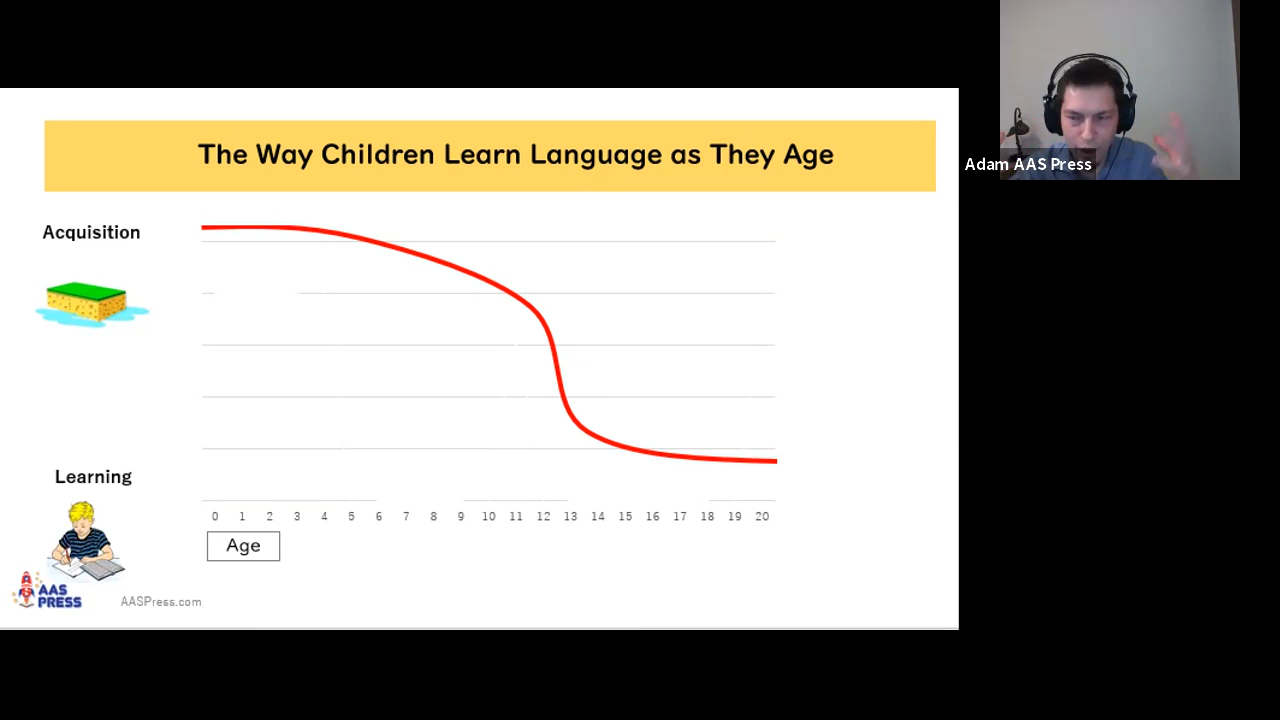 The Way Children Learn Language as They Age
Adam AAS Press
Acquisition
Learning
0 1 2 3 4 5 6 7 8 9 10 11 12 13 14 15 16 17 18 19 20
Age
AAS
PRESS
AASPress.com